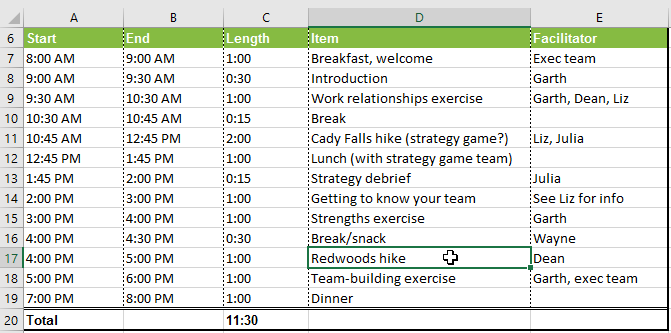 A B C D E
6 Start End Length Item Facilitator
7 8:00 AM 9:00 AM 1:00 Breakfast, welcome Exec team
8 9:00 AM 9:30 AM 0:30 Introduction Garth
9 9:30 AM 10:30 AM 1:00 Work relationships exercise Garth, Dean, Liz
10 10:30 AM 10:45 AM 0:15 Break
11 10:45 AM 12:45 PM 2:00 Cady Falls hike (strategy game?) Liz, Julia
12 12:45 PM 1:45 PM 1:00 Lunch (with strategy game team)
13 1:45 PM 2:00 PM 0:15 Strategy debrief Julia
14 2:00 PM 3:00 PM 1:00 Getting to know your team See Liz for info
15 3:00 PM 4:00 PM 1:00 Strengths exercise Garth
16 4:00 PM 4:30 PM 0:30 Break/snack Wayne
17 4:00 PM 5:00 PM 1:00 Redwoods hike Dean
18 5:00 PM 6:00 PM 1:00 Team-building exercise Garth, exec team
19 7:00 PM 8:00 PM 1:00 Dinner
20 Total 11:30